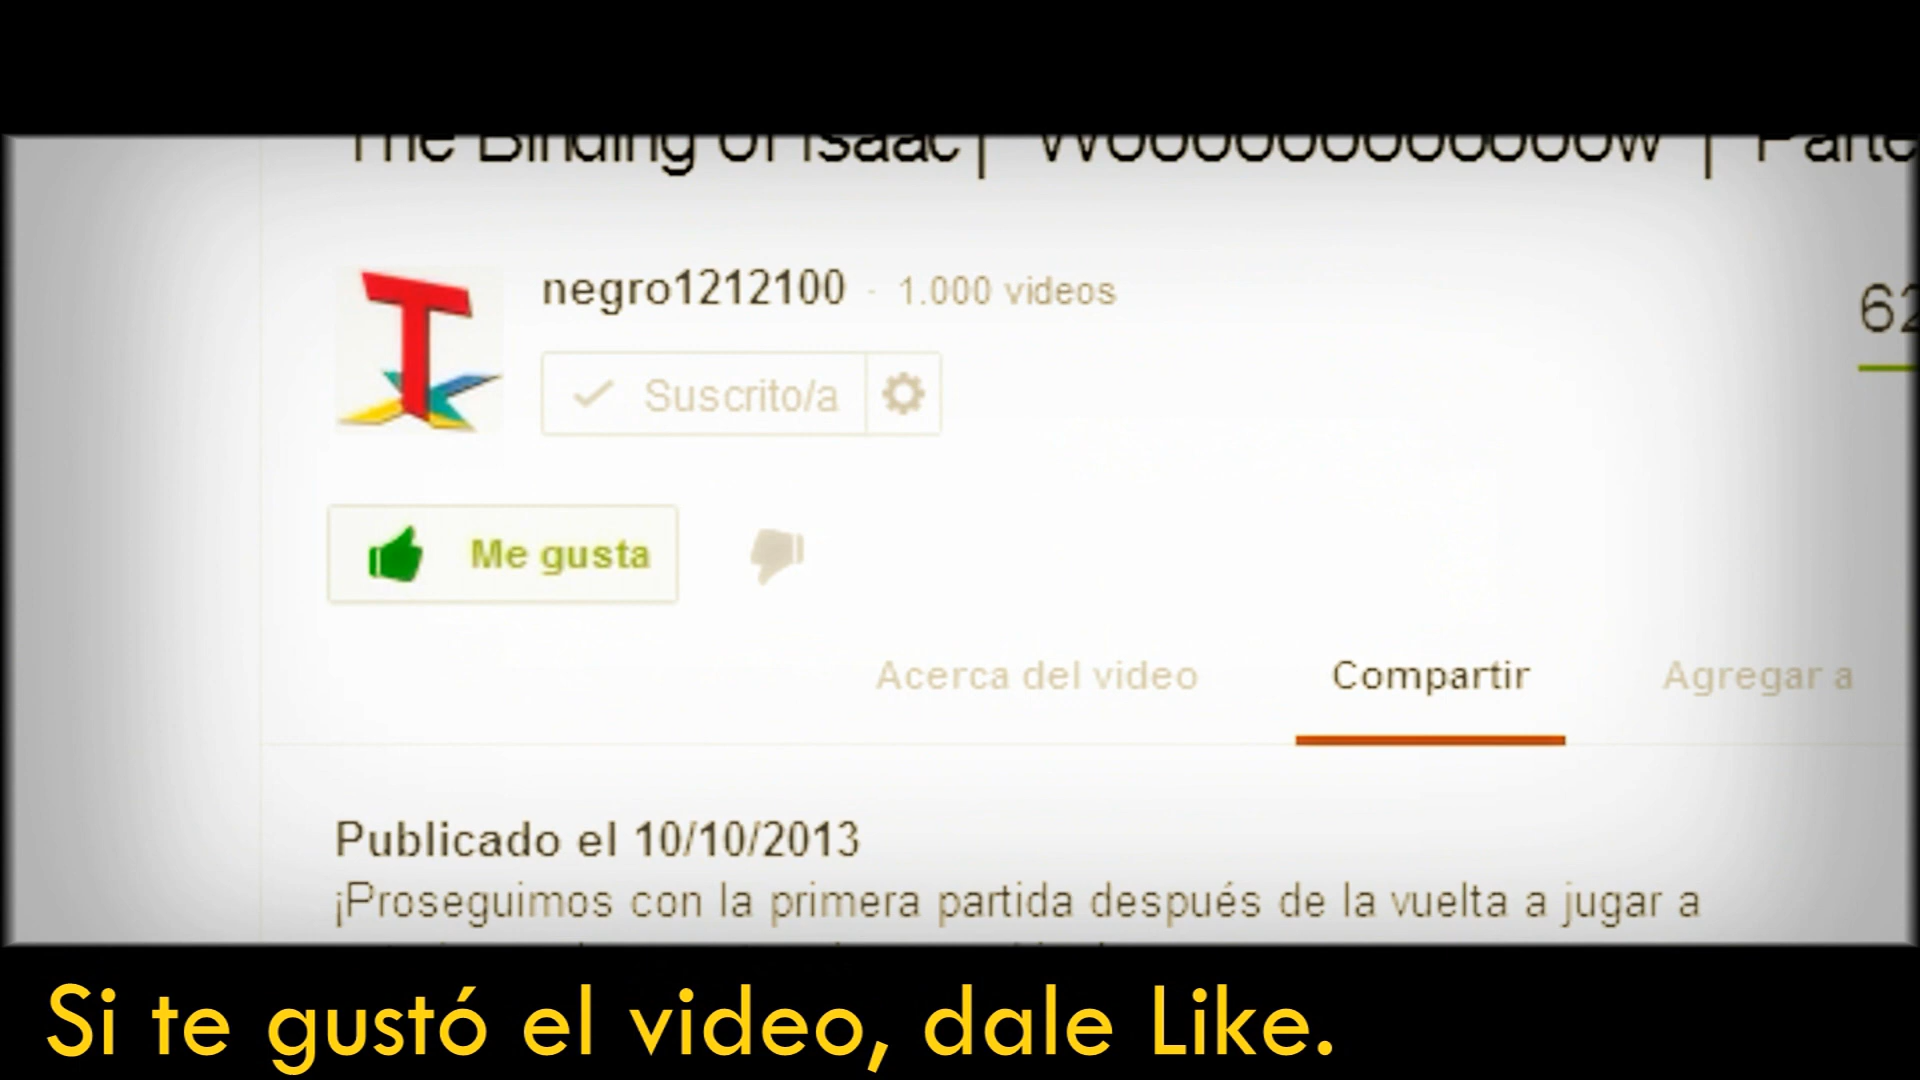 The Binding of Isaac| Wooooooooooooow | Parte
negro1212100 · 1.000 videos
62
Suscrito/a
Me gusta
Acerca del video Compartir Agregar a
Publicado el 10/10/2013
¡Proseguimos con la primera partida después de la vuelta a jugar a
Si te gustó el video, dale Like.